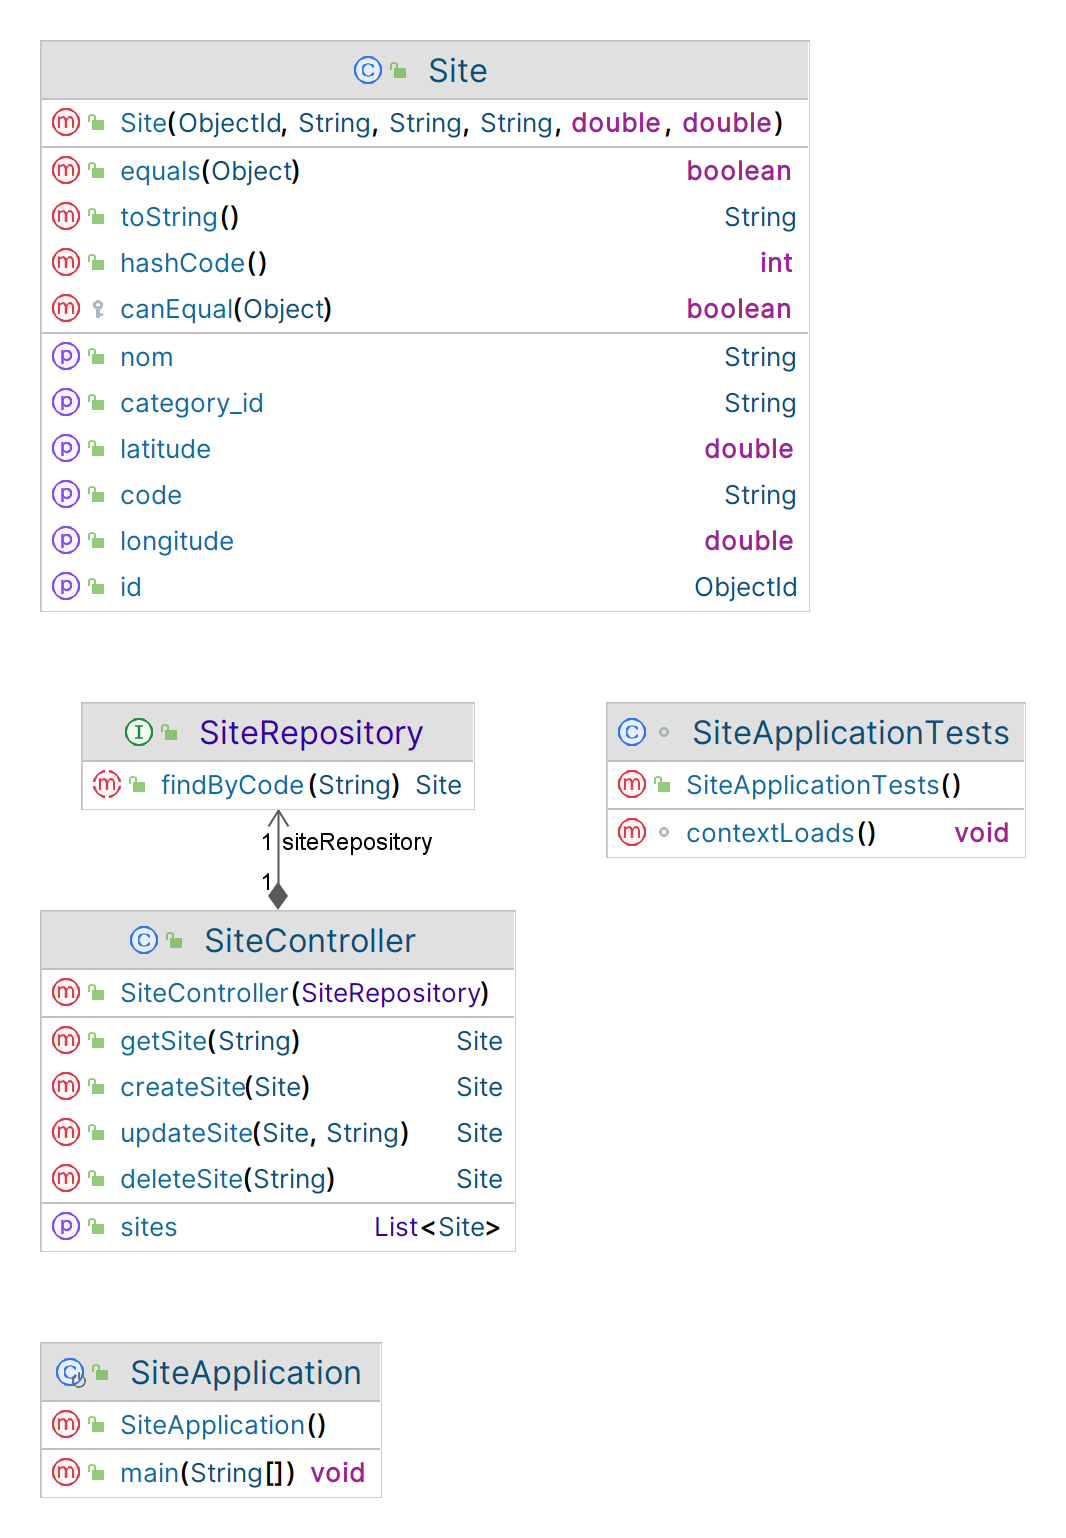 Site
Site(ObjectId, String, String, String, double, double)
equals(Object) boolean
toString() String
hashCode() int
canEqual(Object) boolean
nom String
category_id String
latitude double
code String
longitude double
id ObjectId
SiteRepository
findByCode(String) Site
SiteApplicationTests
SiteApplicationTests()
contextLoads() void
1 siteRepository
1
SiteController
SiteController(SiteRepository)
getSite(String) Site
createSite(Site) Site
updateSite(Site, String) Site
deleteSite(String) Site
sites List<Site>
SiteApplication
SiteApplication()
main(String[]) void